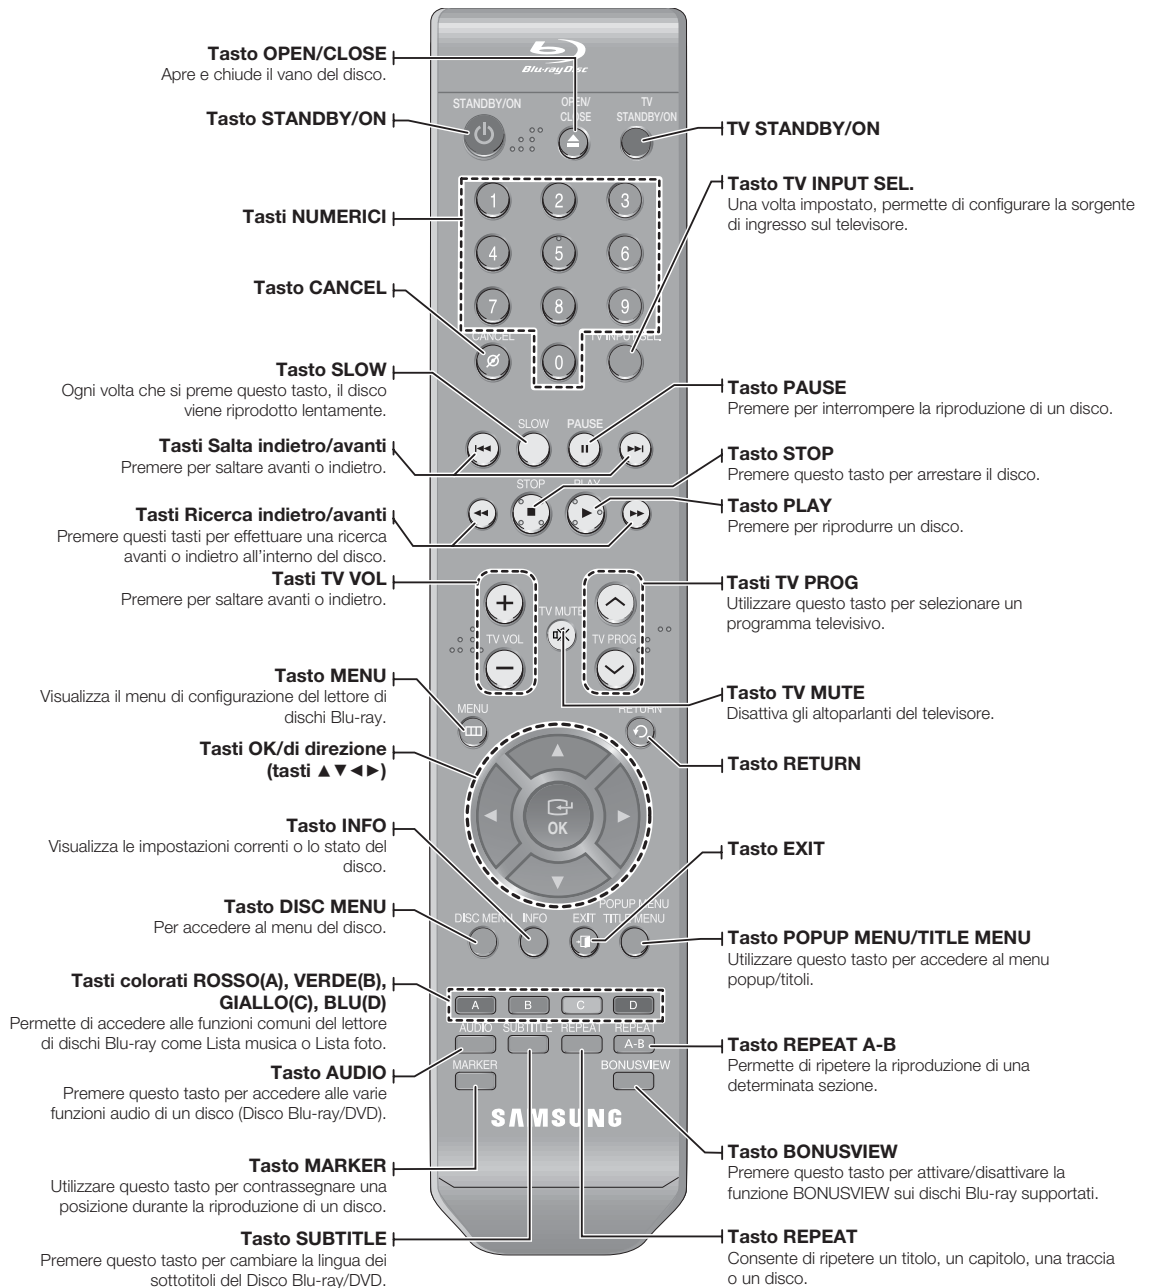 Tasto OPEN/CLOSE
Apre e chiude il vano del disco.
Tasto STANDBY/ON
Tasti NUMERICI
Tasto CANCEL
Tasto SLOW
Ogni volta che si preme questo tasto, il disco
viene riprodotto lentamente.
Tasti Salta indietro/avanti
Premere per saltare avanti o indietro.
Tasti Ricerca indietro/avanti
Premere questi tasti per effettuare una ricerca
avanti o indietro all'interno del disco.
Tasti TV VOL
Premere per saltare avanti o indietro.
Tasto MENU
Visualizza il menu di configurazione del lettore di
dischi Blu-ray.
Tasti OK/di direzione
(tasti ▲▼◄►)
Tasto INFO
Visualizza le impostazioni correnti o lo stato del
disco.
Tasto DISC MENU
Per accedere al menu del disco.
Tasti colorati ROSSO(A), VERDE(B),
GIALLO(C), BLU(D)
Permette di accedere alle funzioni comuni del lettore
di dischi Blu-ray come Lista musica o Lista foto.
Tasto AUDIO
Premere questo tasto per accedere alle varie
funzioni audio di un disco (Disco Blu-ray/DVD).
Tasto MARKER
Utilizzare questo tasto per contrassegnare una
posizione durante la riproduzione di un disco.
Tasto SUBTITLE
Premere questo tasto per cambiare la lingua dei
sottotitoli del Disco Blu-ray/DVD.
Blu-ray Disc
STANDBY/ON
OPEN/
CLOSE
TV
STANDBY/ON
1 2 3
4 5 6
7 8 9
CANCEL
TV INPUT SEL.
0
SLOW PAUSE
STOP PLAY
TV MUTE
TV VOL
TV PROG
MENU
RETURN
OK
POPUP MENU
DISC MENU INFO EXIT TITLE MENU
A B C D
AUDIO SUBTITLE REPEAT REPEAT
A-B
MARKER
BONUSVIEW
SAMSUNG
TV STANDBY/ON
Tasto TV INPUT SEL.
Una volta impostato, permette di configurare la sorgente
di ingresso sul televisore.
Tasto PAUSE
Premere per interrompere la riproduzione di un disco.
Tasto STOP
Premere questo tasto per arrestare il disco.
Tasto PLAY
Premere per riprodurre un disco.
Tasti TV PROG
Utilizzare questo tasto per selezionare un
programma televisivo.
Tasto TV MUTE
Disattiva gli altoparlanti del televisore.
Tasto RETURN
Tasto EXIT
Tasto POPUP MENU/TITLE MENU
Utilizzare questo tasto per accedere al menu
popup/titoli.
Tasto REPEAT A-B
Permette di ripetere la riproduzione di una
determinata sezione.
Tasto BONUSVIEW
Premere questo tasto per attivare/disattivare la
funzione BONUSVIEW sui dischi Blu-ray supportati.
Tasto REPEAT
Consente di ripetere un titolo, un capitolo, una traccia
o un disco.